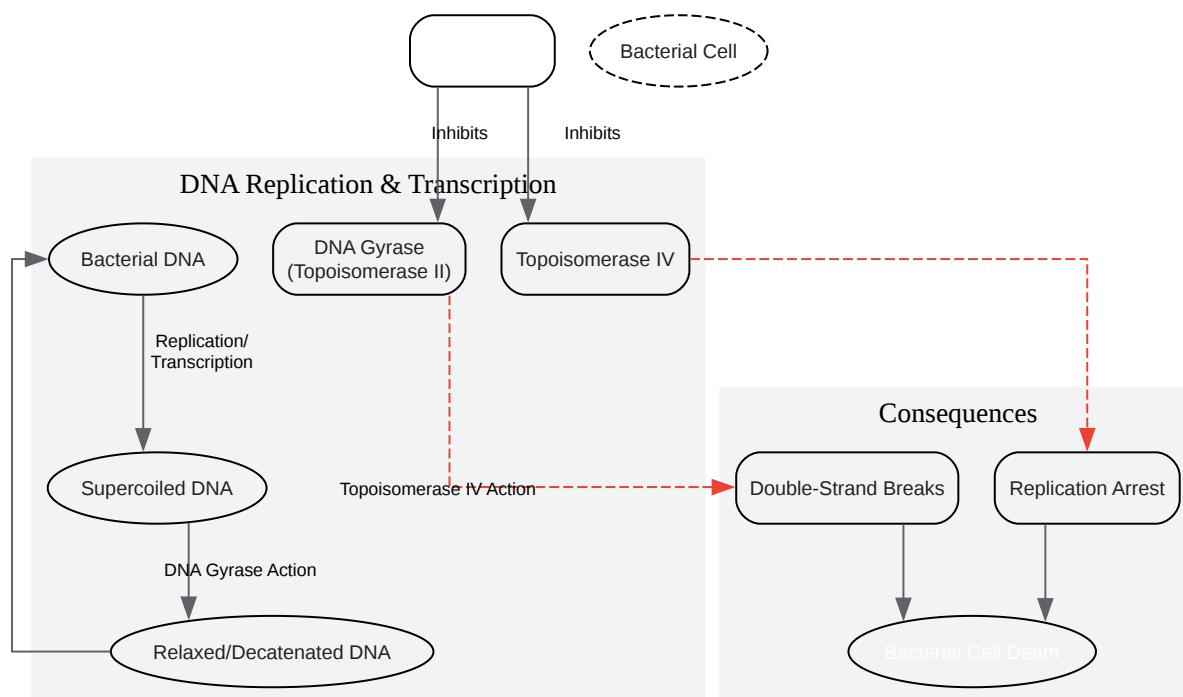 Bacterial Cell
Inhibits
Inhibits
DNA Replication & Transcription
Bacterial DNA
DNA Gyrase
(Topoisomerase II)
Topoisomerase IV
Replication/
Transcription
Consequences
Supercoiled DNA
Topoisomerase IV Action
Double-Strand Breaks
Replication Arrest
DNA Gyrase Action
Relaxed/Decatenated DNA
Bacterial Cell Death